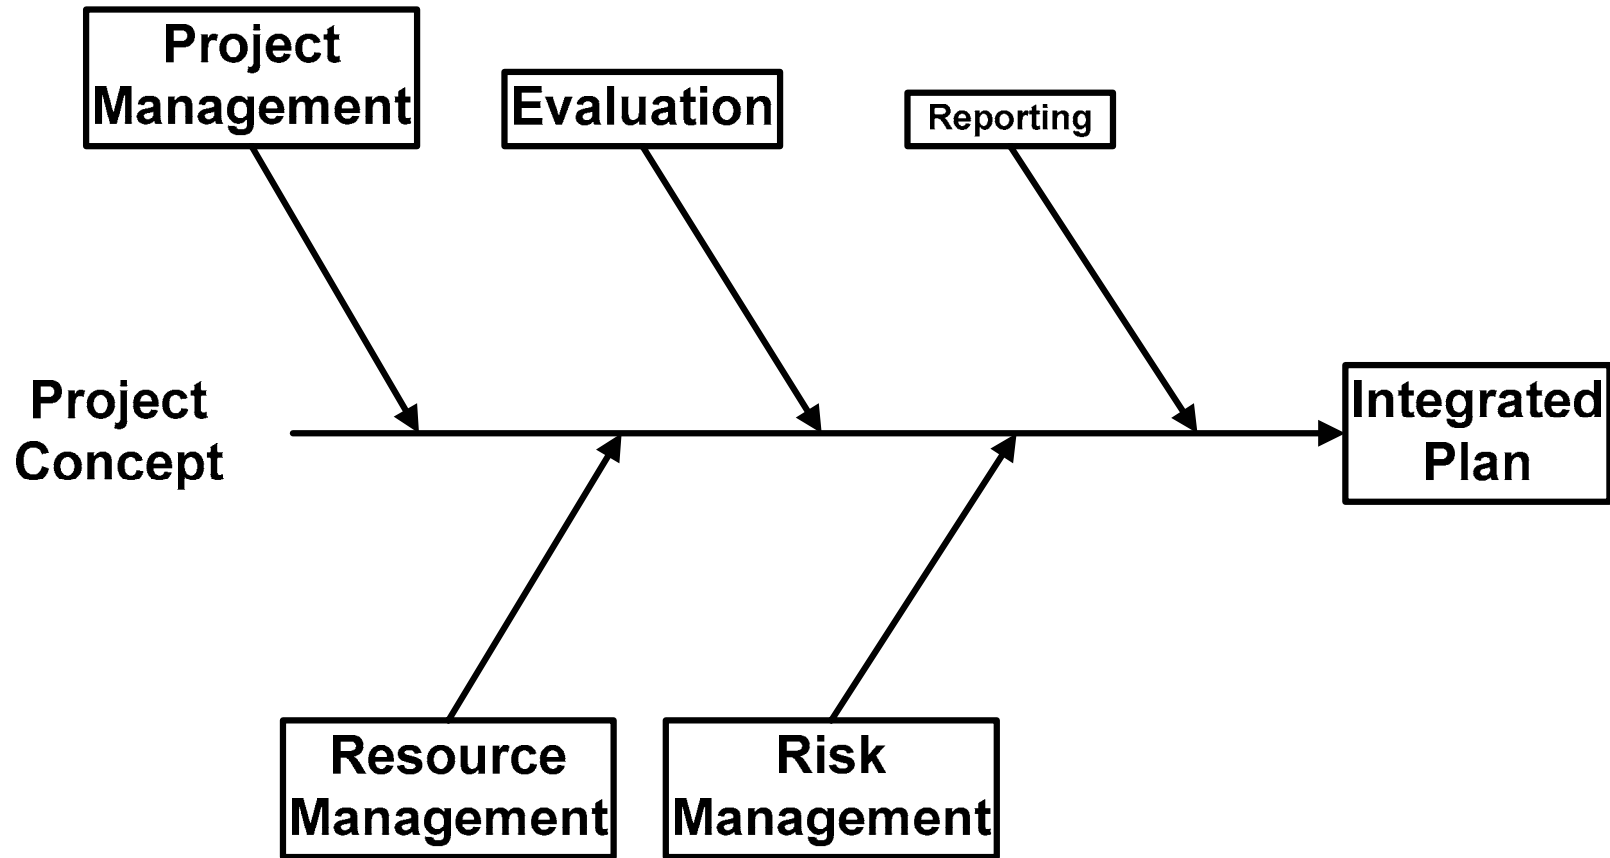 Project
Management
Evaluation
Reporting
Project
Concept
Integrated
Plan
Resource
Management
Risk
Management